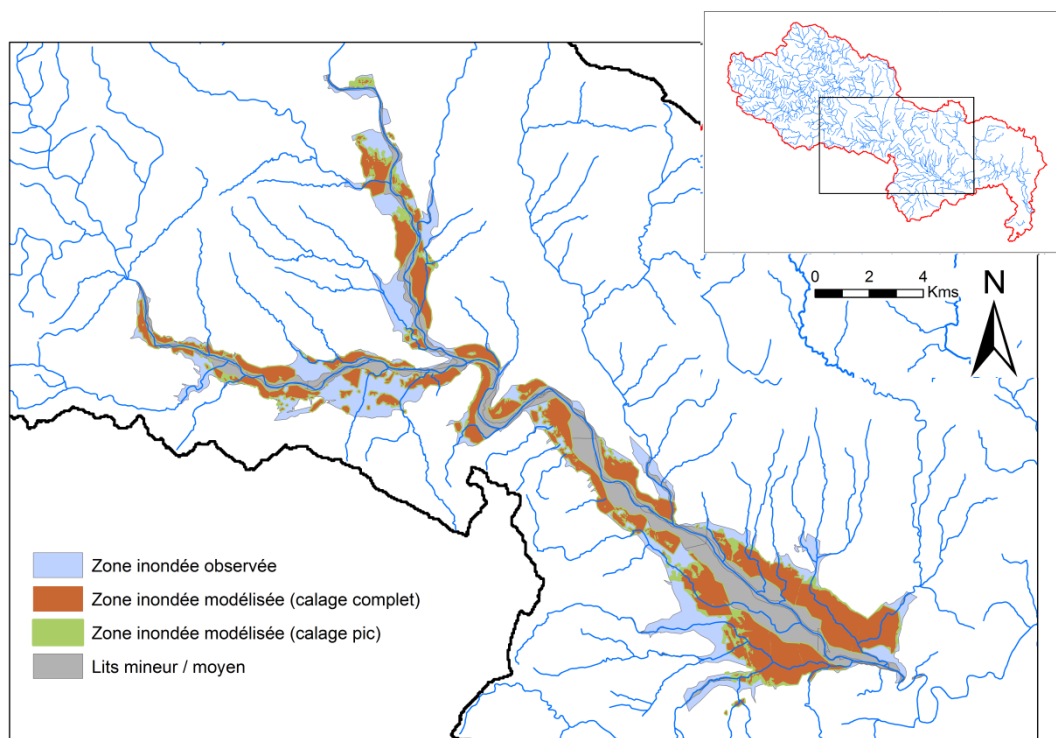 0 2 4
Kms
N
Zone inondée observée
Zone inondée modélisée (calage complet)
Zone inondée modélisée (calage pic)
Lits mineur / moyen